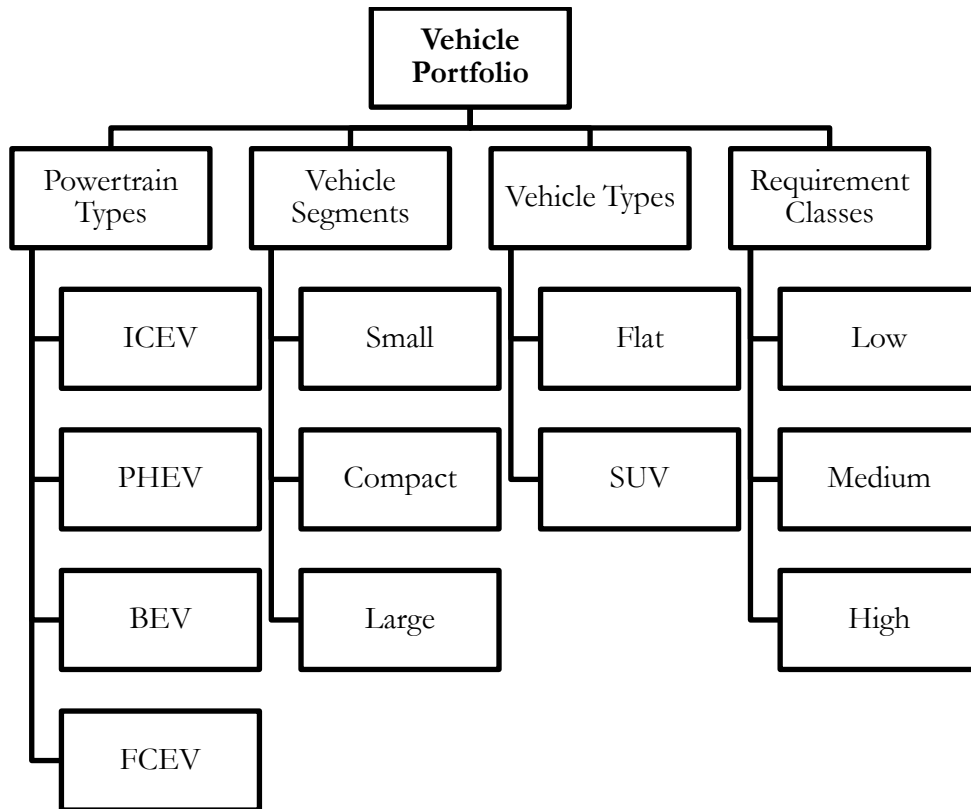 Vehicle
Portfolio
Powertrain
Types
Vehicle
Segments
Vehicle Types
Requirement
Classes
ICEV
Small
Flat
Low
PHEV
Compact
SUV
Medium
BEV
Large
High
FCEV